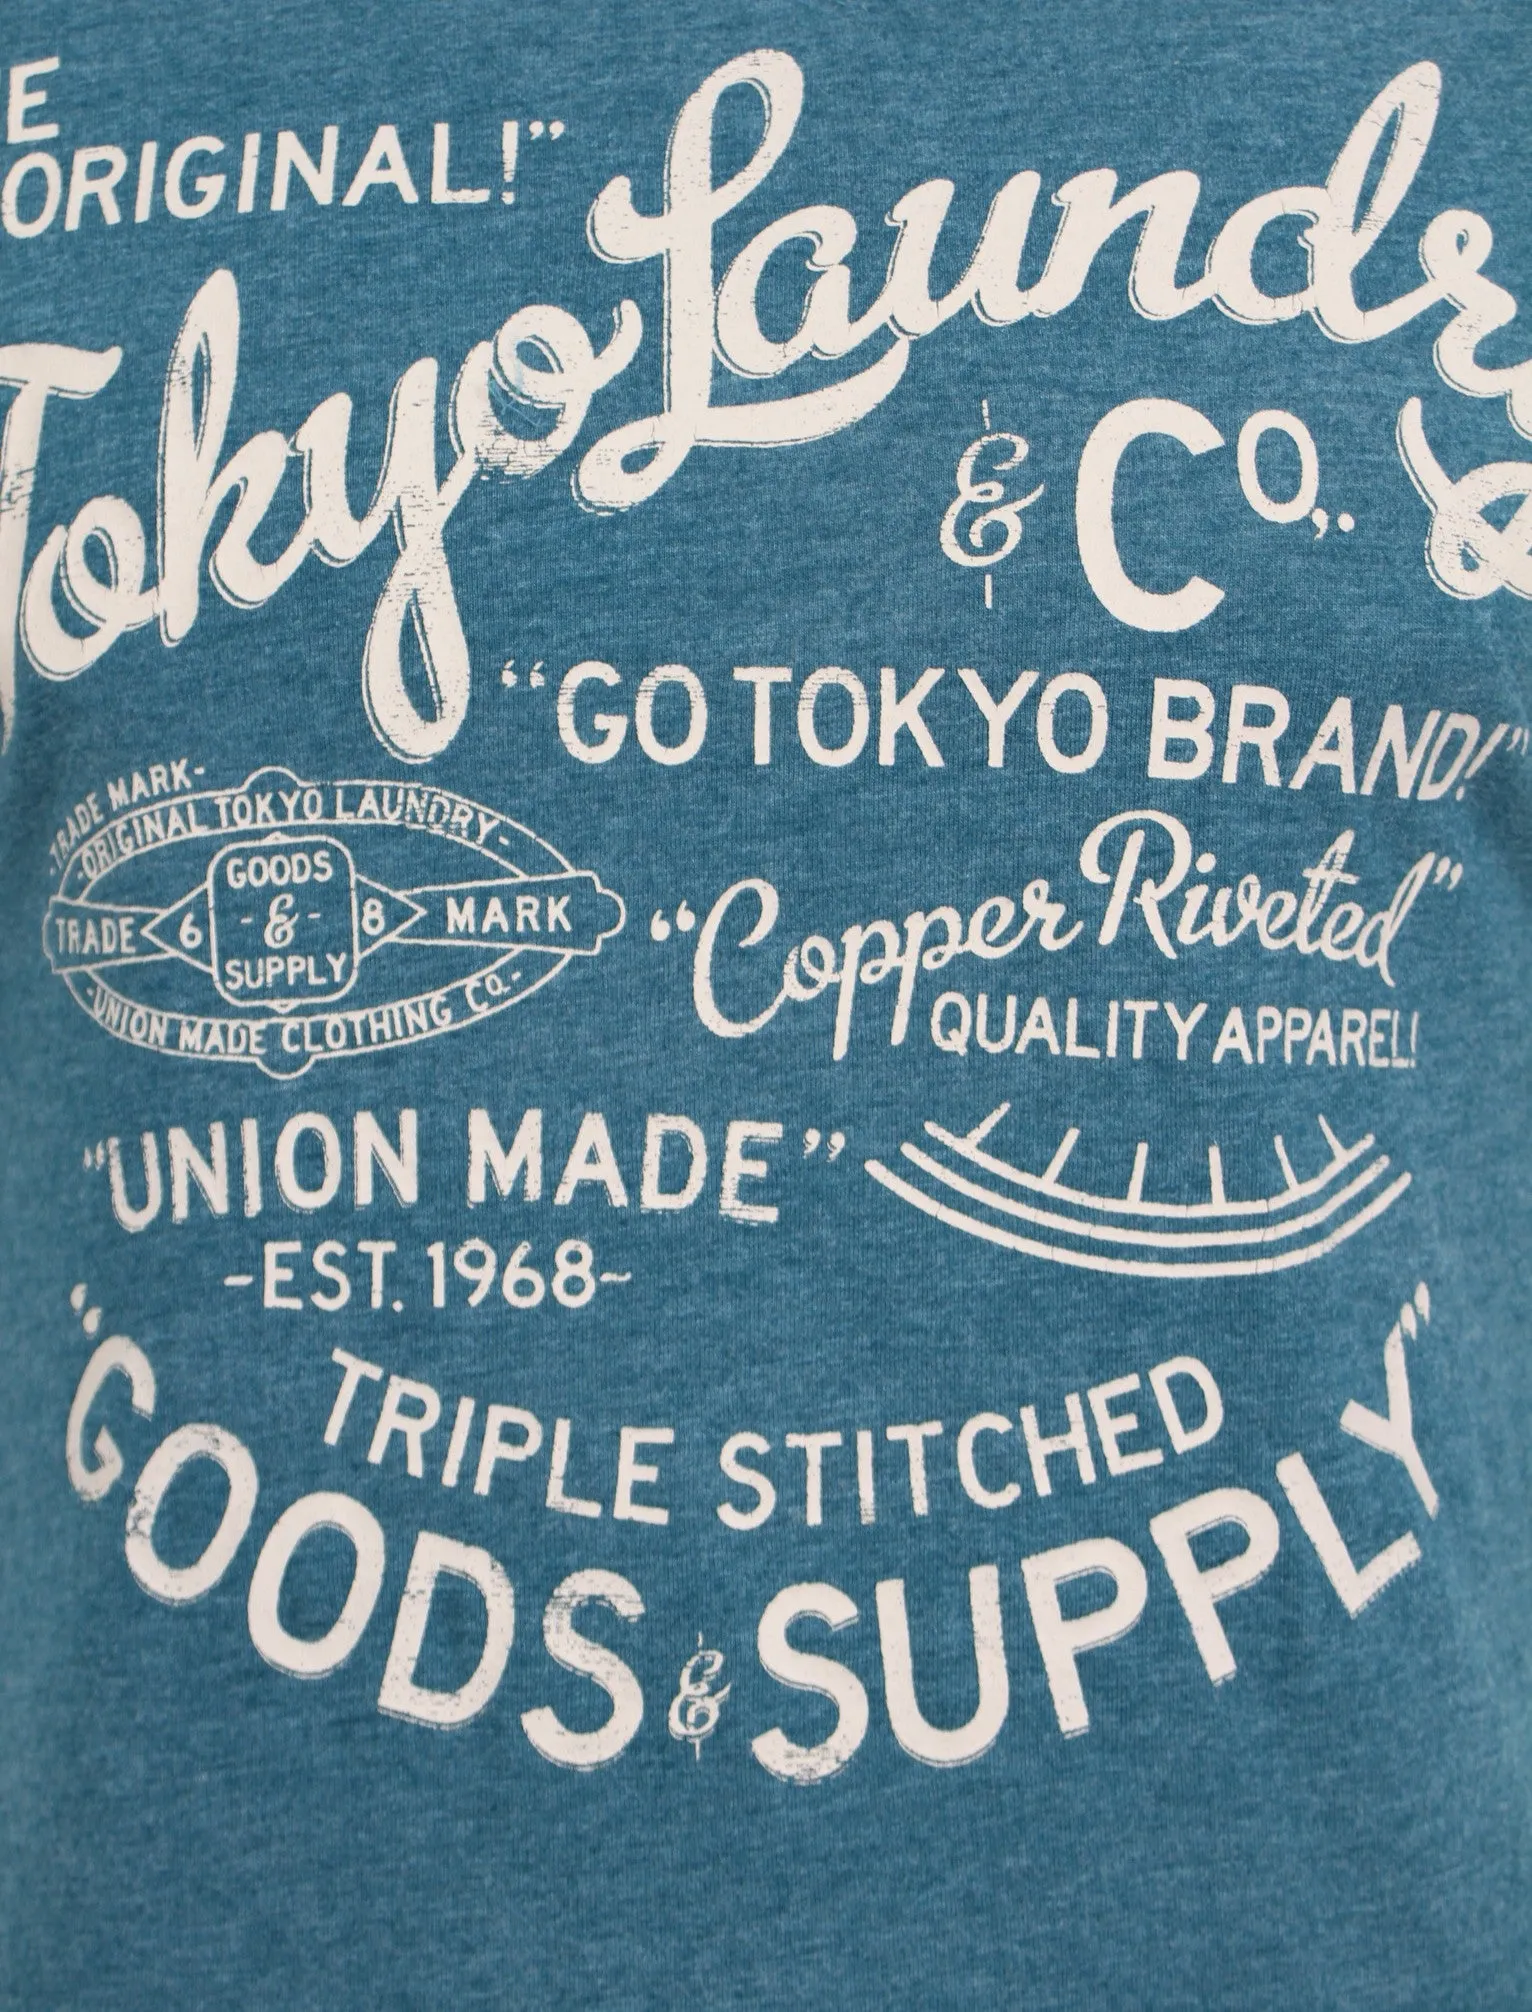 E
ORIGINAL!”
Tokyo Laundry
& Co,.
“GO TOKYO BRAND!”
-TRADE MARK-
-ORIGINAL TOKYO LAUNDRY-
GOODS
TRADE 6 -&- 8 MARK
SUPPLY
-UNION MADE CLOTHING CO.-
“Copper Riveted”
QUALITY APPAREL!
“UNION MADE”
-EST. 1968-
TRIPLE STITCHED
“GOODS & SUPPLY”